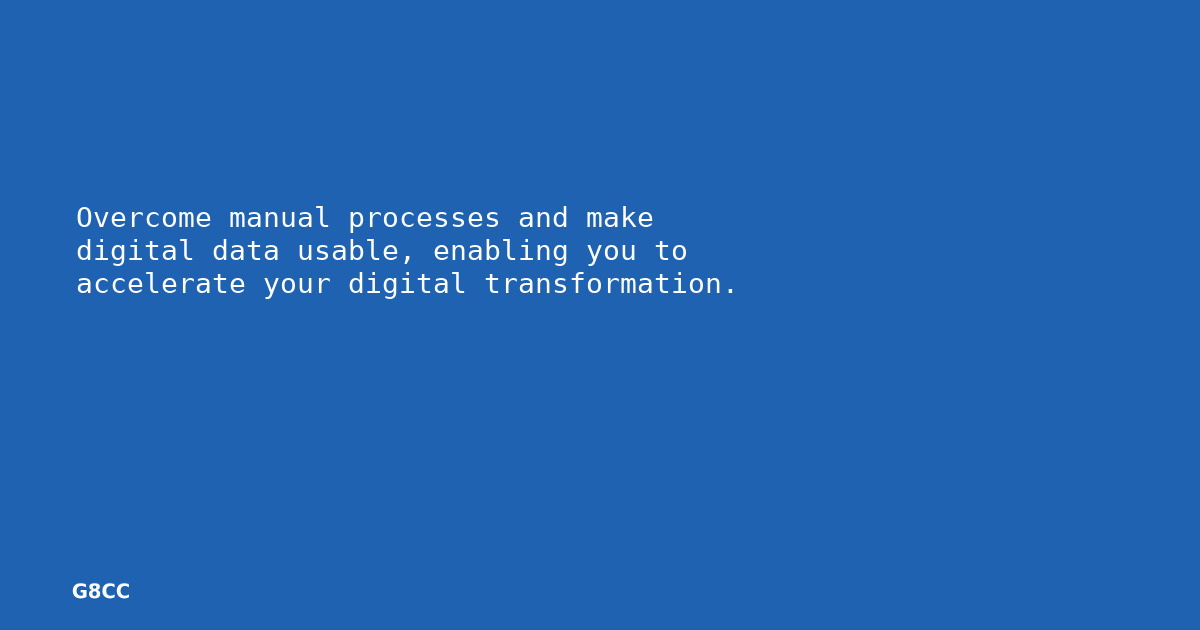 Overcome manual processes and make
digital data usable, enabling you to
accelerate your digital transformation.
G8CC